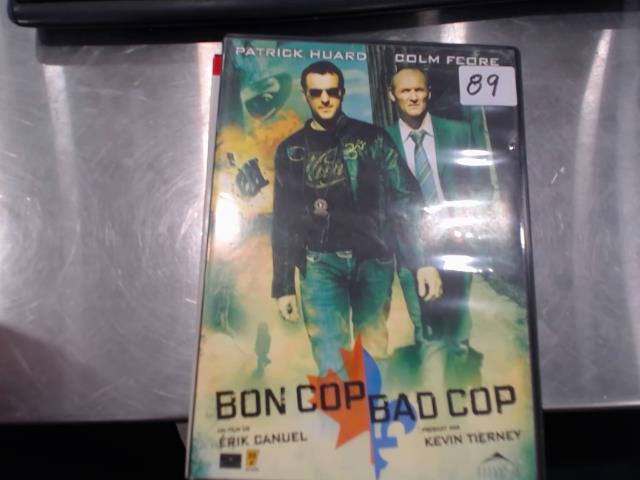 PATRICK HUARD COLM FEORE
89
BON COP BAD COP
UN FILM DE PRODUIT PAR
ÉRIK CANUEL KEVIN TIERNEY